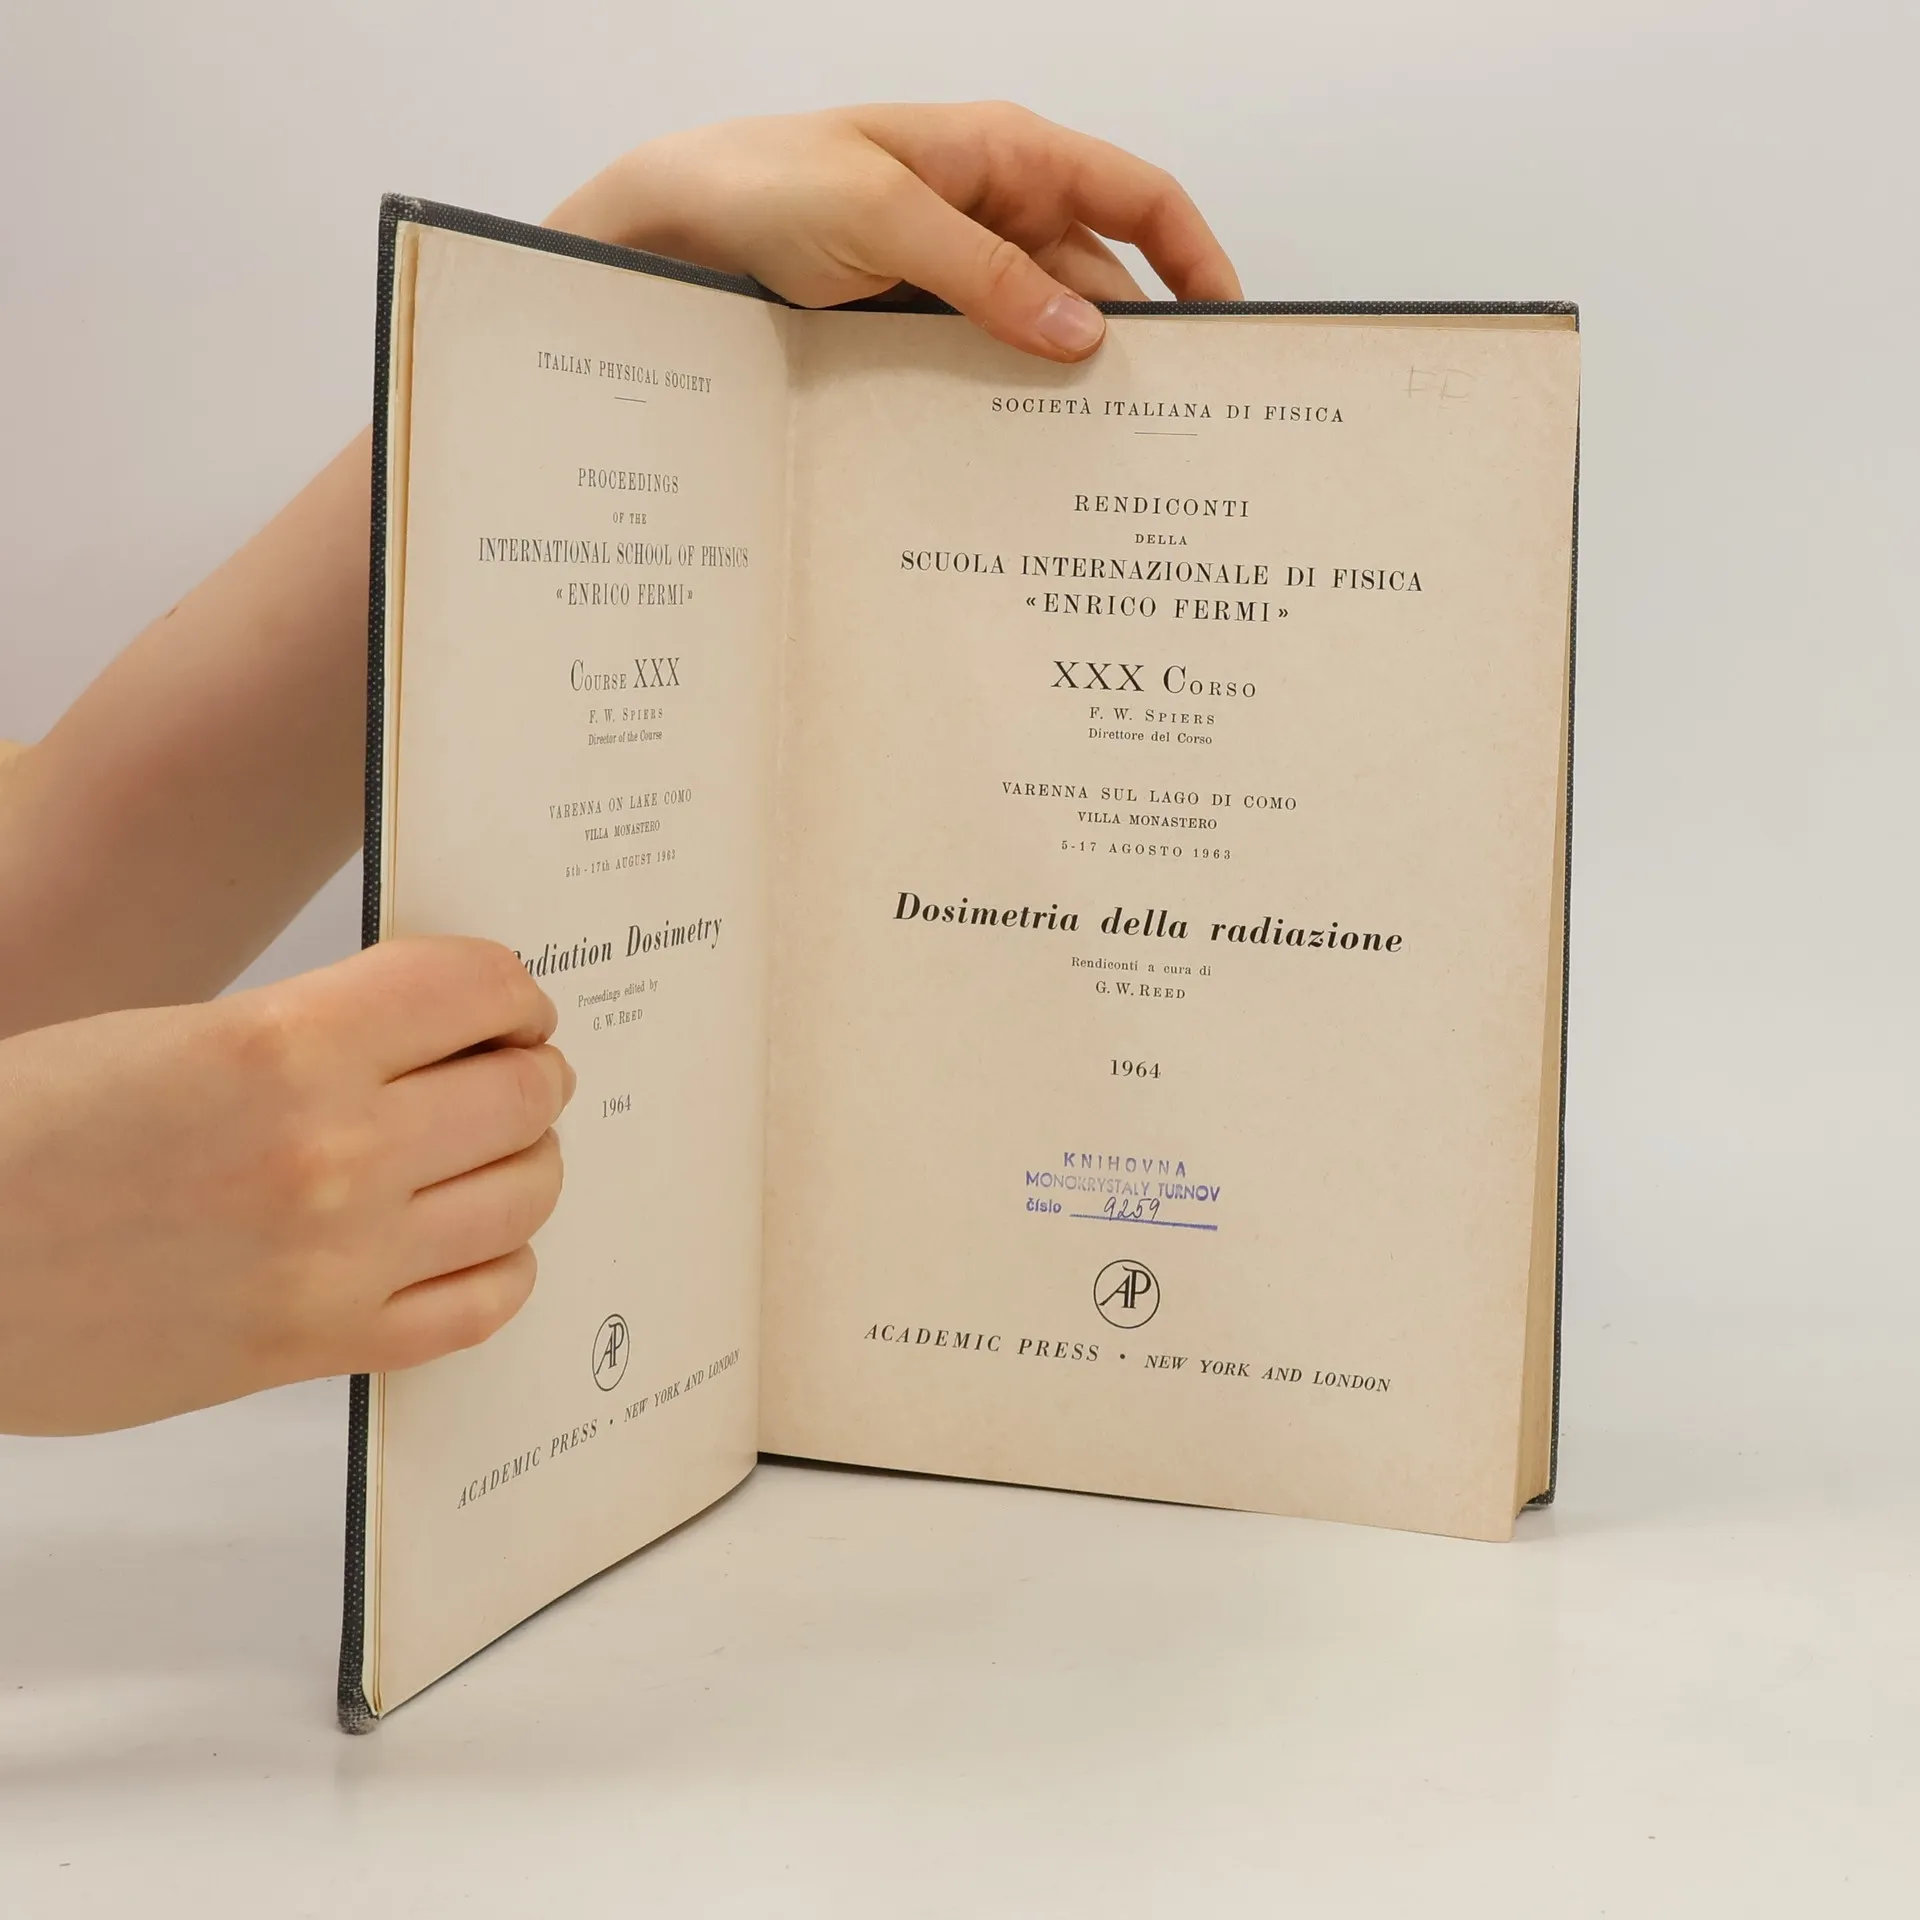 ITALIAN PHYSICAL SOCIETY
PROCEEDINGS
OF THE
INTERNATIONAL SCHOOL OF PHYSICS
« ENRICO FERMI »
COURSE XXX
F. W. SPIERS
Director of the Course
VARENNA ON LAKE COMO
VILLA MONASTERO
5th - 17th AUGUST 1963
Radiation Dosimetry
Proceedings edited by
G. W. REED
1964
AP
ACADEMIC PRESS • NEW YORK AND LONDON
FD
SOCIETÀ ITALIANA DI FISICA
RENDICONTI
DELLA
SCUOLA INTERNAZIONALE DI FISICA
« ENRICO FERMI »
XXX CORSO
F. W. SPIERS
Direttore del Corso
VARENNA SUL LAGO DI COMO
VILLA MONASTERO
5-17 AGOSTO 1963
Dosimetria della radiazione
Rendiconti a cura di
G. W. REED
1964
KNIHOVNA
MONOKRYSTALY TURNOV
číslo 9259
AP
ACADEMIC PRESS • NEW YORK AND LONDON